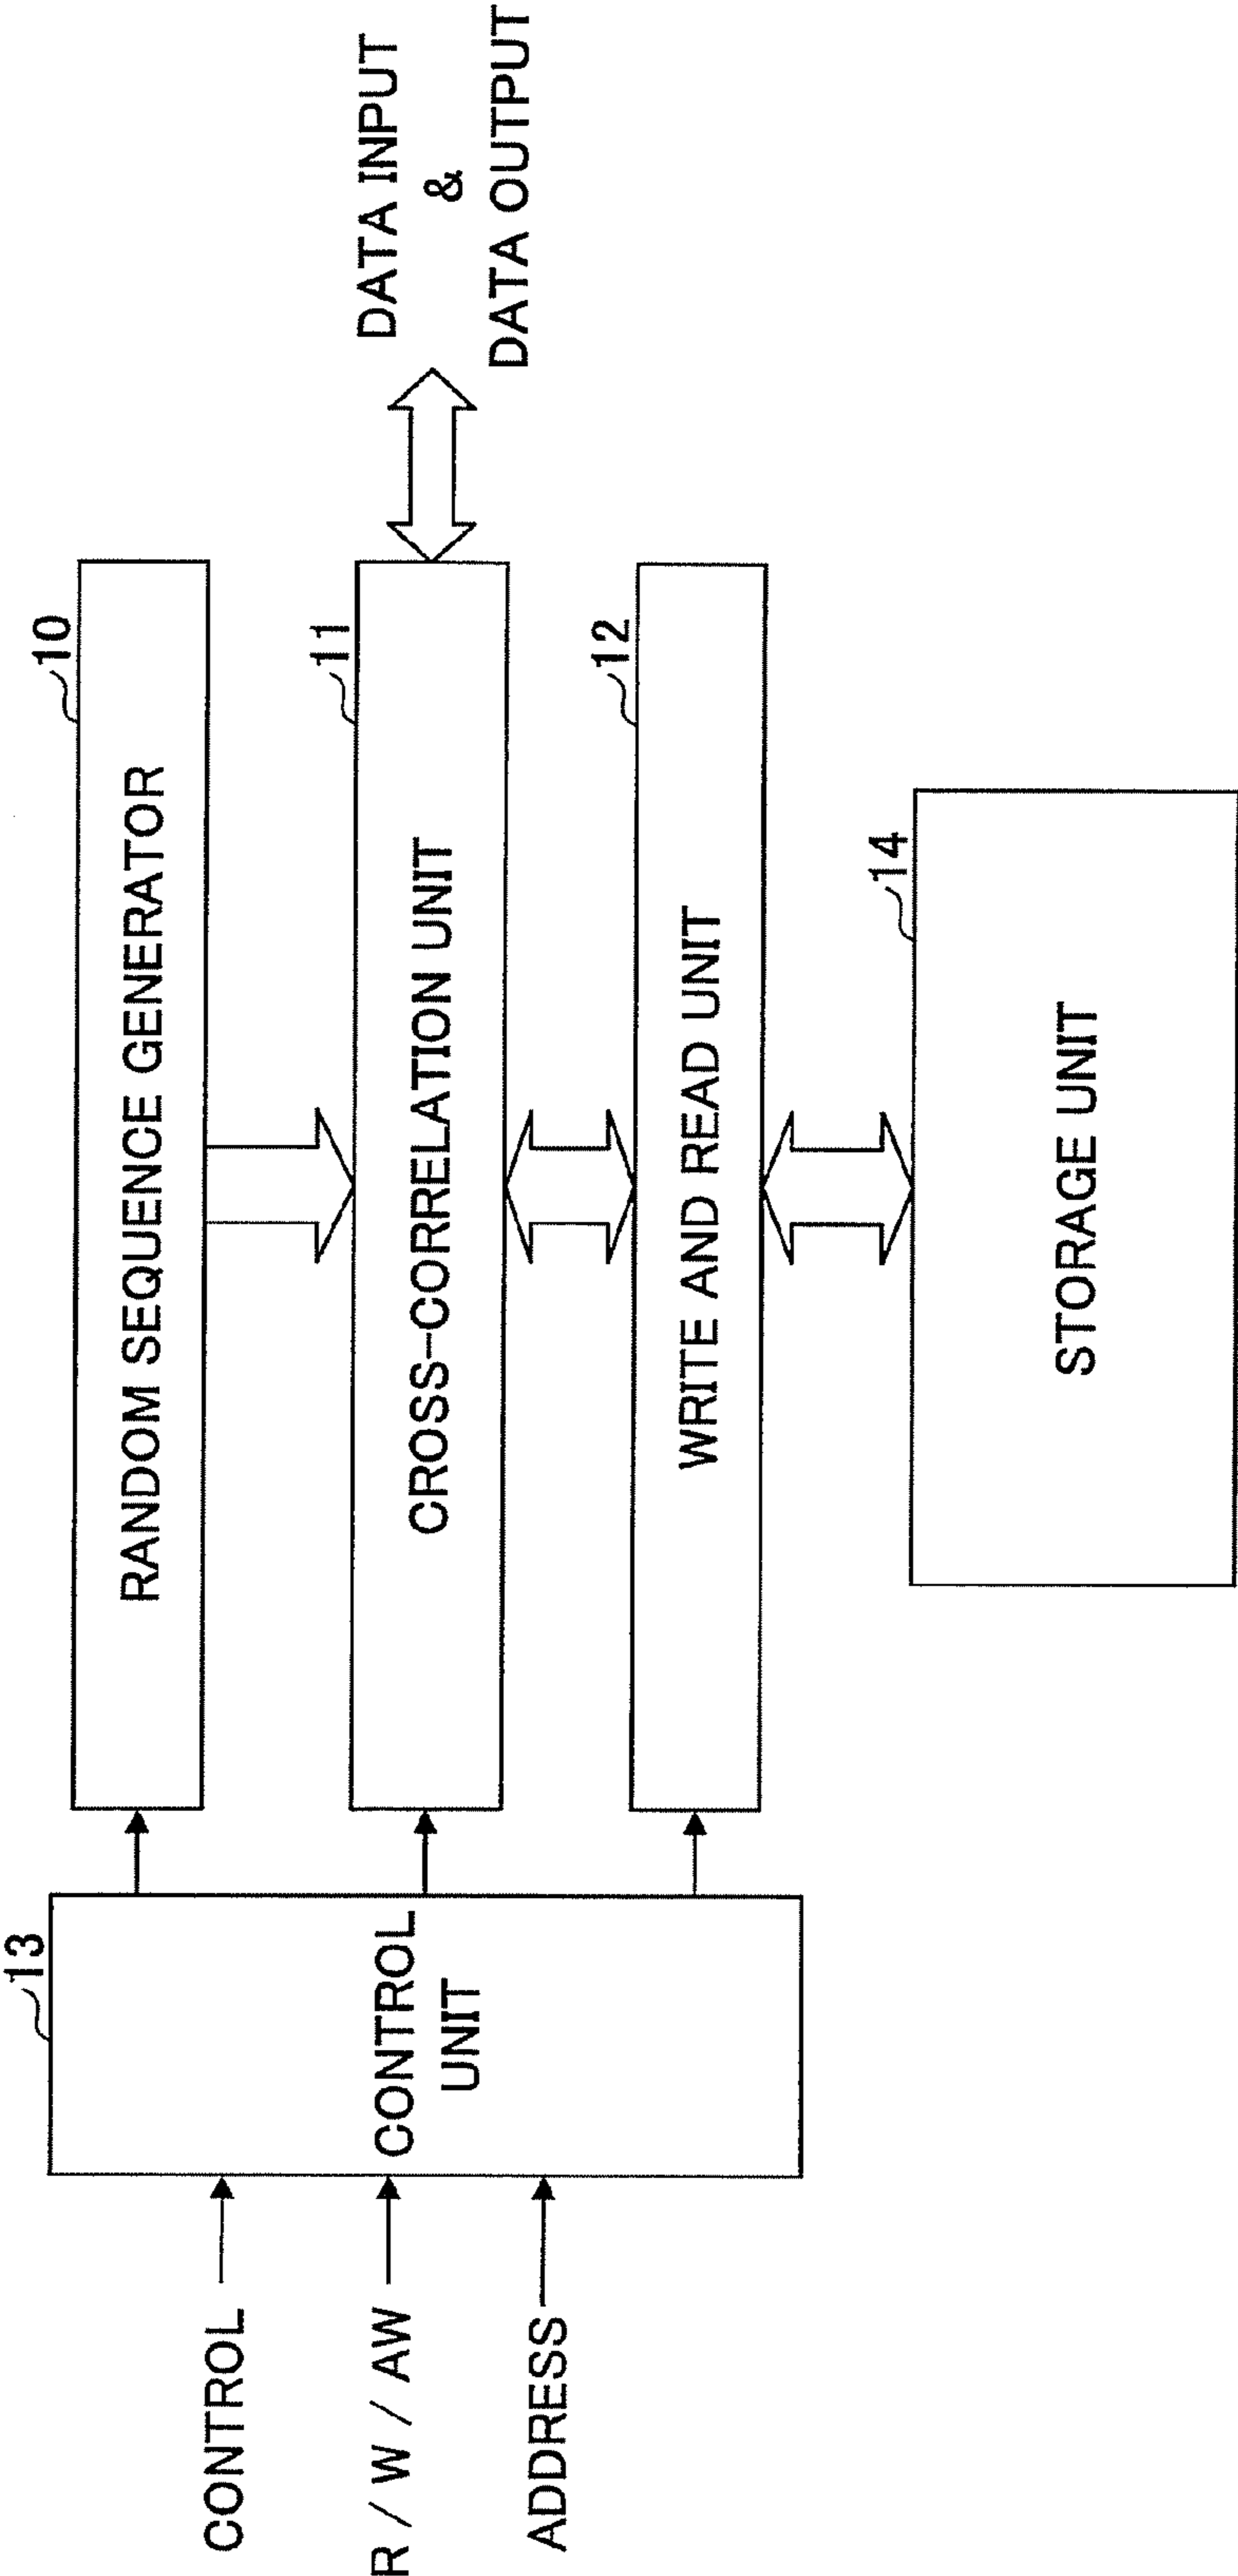 10
RANDOM SEQUENCE GENERATOR
13
CONTROL
R / W / AW
ADDRESS
CONTROL
UNIT
11
CROSS-CORRELATION UNIT
DATA INPUT
&
DATA OUTPUT
12
WRITE AND READ UNIT
14
STORAGE UNIT